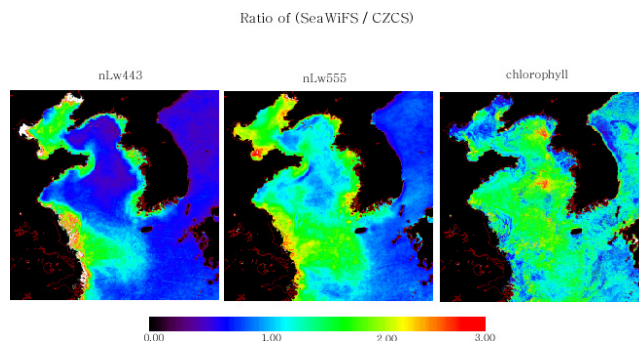 Ratio of (SeaWiFS / CZCS)
nLw443
nLw555
chlorophyll
0.00
1.00
2.00
3.00